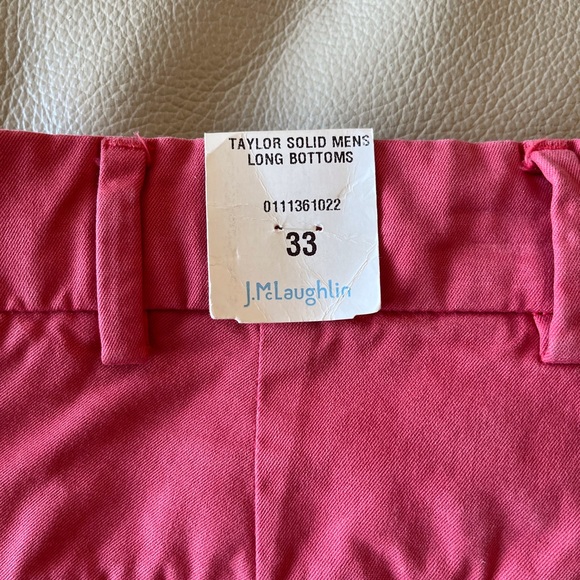 TAYLOR SOLID MENS
LONG BOTTOMS
0111361022
33
J.McLaughlin